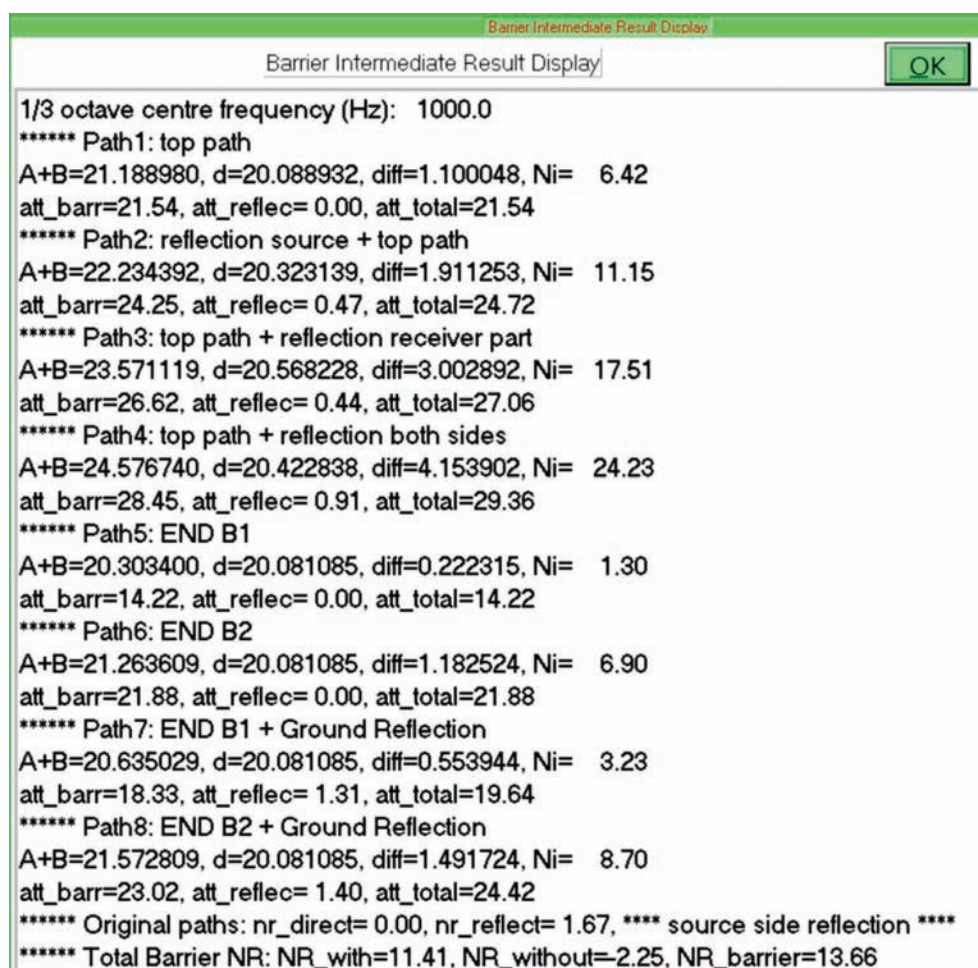 Barrier Intermediate Result Display
Barrier Intermediate Result Display
OK
1/3 octave centre frequency (Hz): 1000.0
****** Path1: top path
A+B=21.188980, d=20.088932, diff=1.100048, Ni= 6.42
att_barr=21.54, att_reflec= 0.00, att_total=21.54
****** Path2: reflection source + top path
A+B=22.234392, d=20.323139, diff=1.911253, Ni= 11.15
att_barr=24.25, att_reflec= 0.47, att_total=24.72
****** Path3: top path + reflection receiver part
A+B=23.571119, d=20.568228, diff=3.002892, Ni= 17.51
att_barr=26.62, att_reflec= 0.44, att_total=27.06
****** Path4: top path + reflection both sides
A+B=24.576740, d=20.422838, diff=4.153902, Ni= 24.23
att_barr=28.45, att_reflec= 0.91, att_total=29.36
****** Path5: END B1
A+B=20.303400, d=20.081085, diff=0.222315, Ni= 1.30
att_barr=14.22, att_reflec= 0.00, att_total=14.22
****** Path6: END B2
A+B=21.263609, d=20.081085, diff=1.182524, Ni= 6.90
att_barr=21.88, att_reflec= 0.00, att_total=21.88
****** Path7: END B1 + Ground Reflection
A+B=20.635029, d=20.081085, diff=0.553944, Ni= 3.23
att_barr=18.33, att_reflec= 1.31, att_total=19.64
****** Path8: END B2 + Ground Reflection
A+B=21.572809, d=20.081085, diff=1.491724, Ni= 8.70
att_barr=23.02, att_reflec= 1.40, att_total=24.42
****** Original paths: nr_direct= 0.00, nr_reflect= 1.67, **** source side reflection ****
****** Total Barrier NR: NR_with=11.41, NR_without=-2.25, NR_barrier=13.66